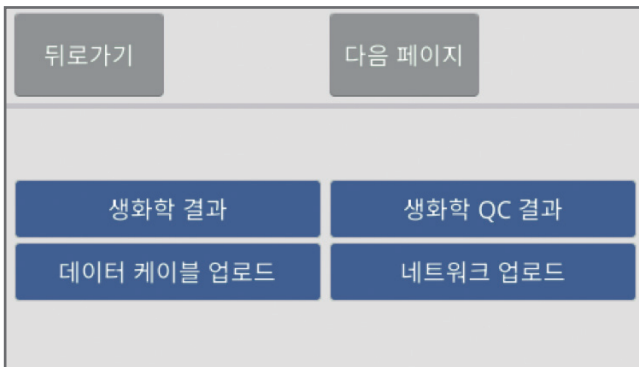 뒤로가기
다음 페이지
생화학 결과
생화학 QC 결과
데이터 케이블 업로드
네트워크 업로드